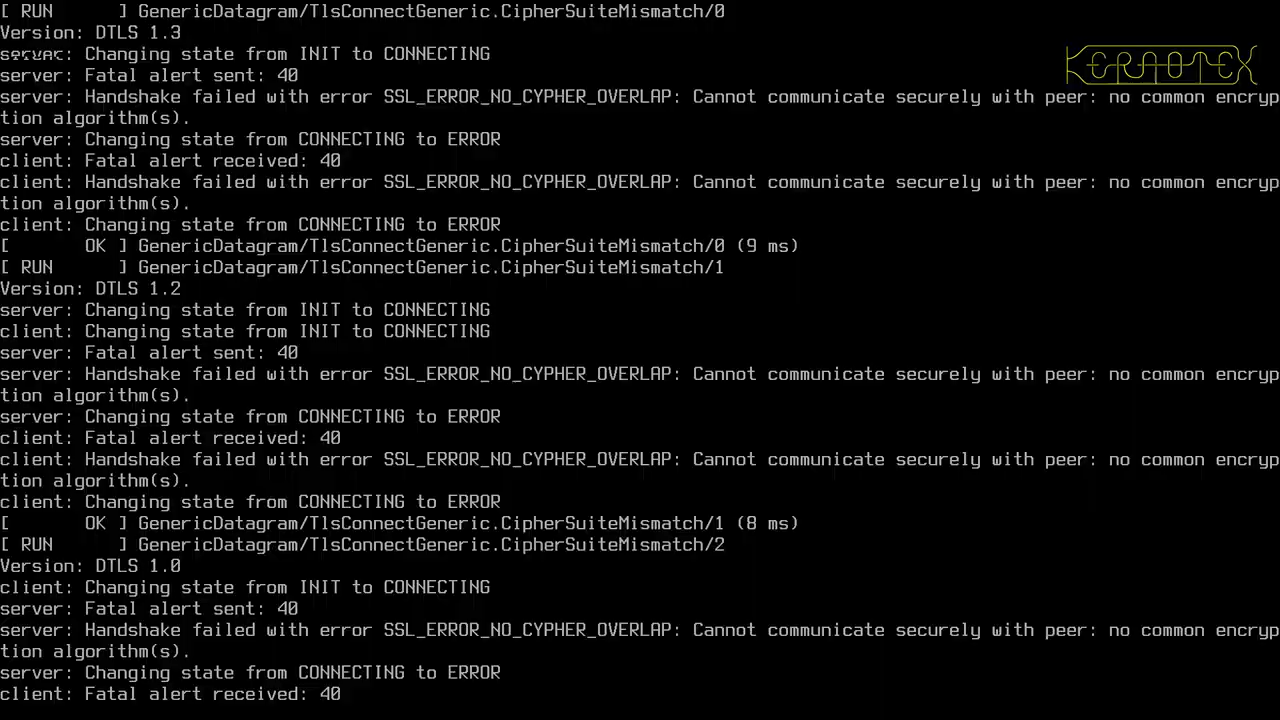 [ RUN      ] GenericDatagram/TlsConnectGeneric.CipherSuiteMismatch/0
Version: DTLS 1.3
server: Changing state from INIT to CONNECTING
server: Fatal alert sent: 40
server: Handshake failed with error SSL_ERROR_NO_CYPHER_OVERLAP: Cannot communicate securely with peer: no common encryp
tion algorithm(s).
server: Changing state from CONNECTING to ERROR
client: Fatal alert received: 40
client: Handshake failed with error SSL_ERROR_NO_CYPHER_OVERLAP: Cannot communicate securely with peer: no common encryp
tion algorithm(s).
client: Changing state from CONNECTING to ERROR
[       OK ] GenericDatagram/TlsConnectGeneric.CipherSuiteMismatch/0 (9 ms)
[ RUN      ] GenericDatagram/TlsConnectGeneric.CipherSuiteMismatch/1
Version: DTLS 1.2
server: Changing state from INIT to CONNECTING
client: Changing state from INIT to CONNECTING
server: Fatal alert sent: 40
server: Handshake failed with error SSL_ERROR_NO_CYPHER_OVERLAP: Cannot communicate securely with peer: no common encryp
tion algorithm(s).
server: Changing state from CONNECTING to ERROR
client: Fatal alert received: 40
client: Handshake failed with error SSL_ERROR_NO_CYPHER_OVERLAP: Cannot communicate securely with peer: no common encryp
tion algorithm(s).
client: Changing state from CONNECTING to ERROR
[       OK ] GenericDatagram/TlsConnectGeneric.CipherSuiteMismatch/1 (8 ms)
[ RUN      ] GenericDatagram/TlsConnectGeneric.CipherSuiteMismatch/2
Version: DTLS 1.0
client: Changing state from INIT to CONNECTING
server: Fatal alert sent: 40
server: Handshake failed with error SSL_ERROR_NO_CYPHER_OVERLAP: Cannot communicate securely with peer: no common encryp
tion algorithm(s).
server: Changing state from CONNECTING to ERROR
client: Fatal alert received: 40